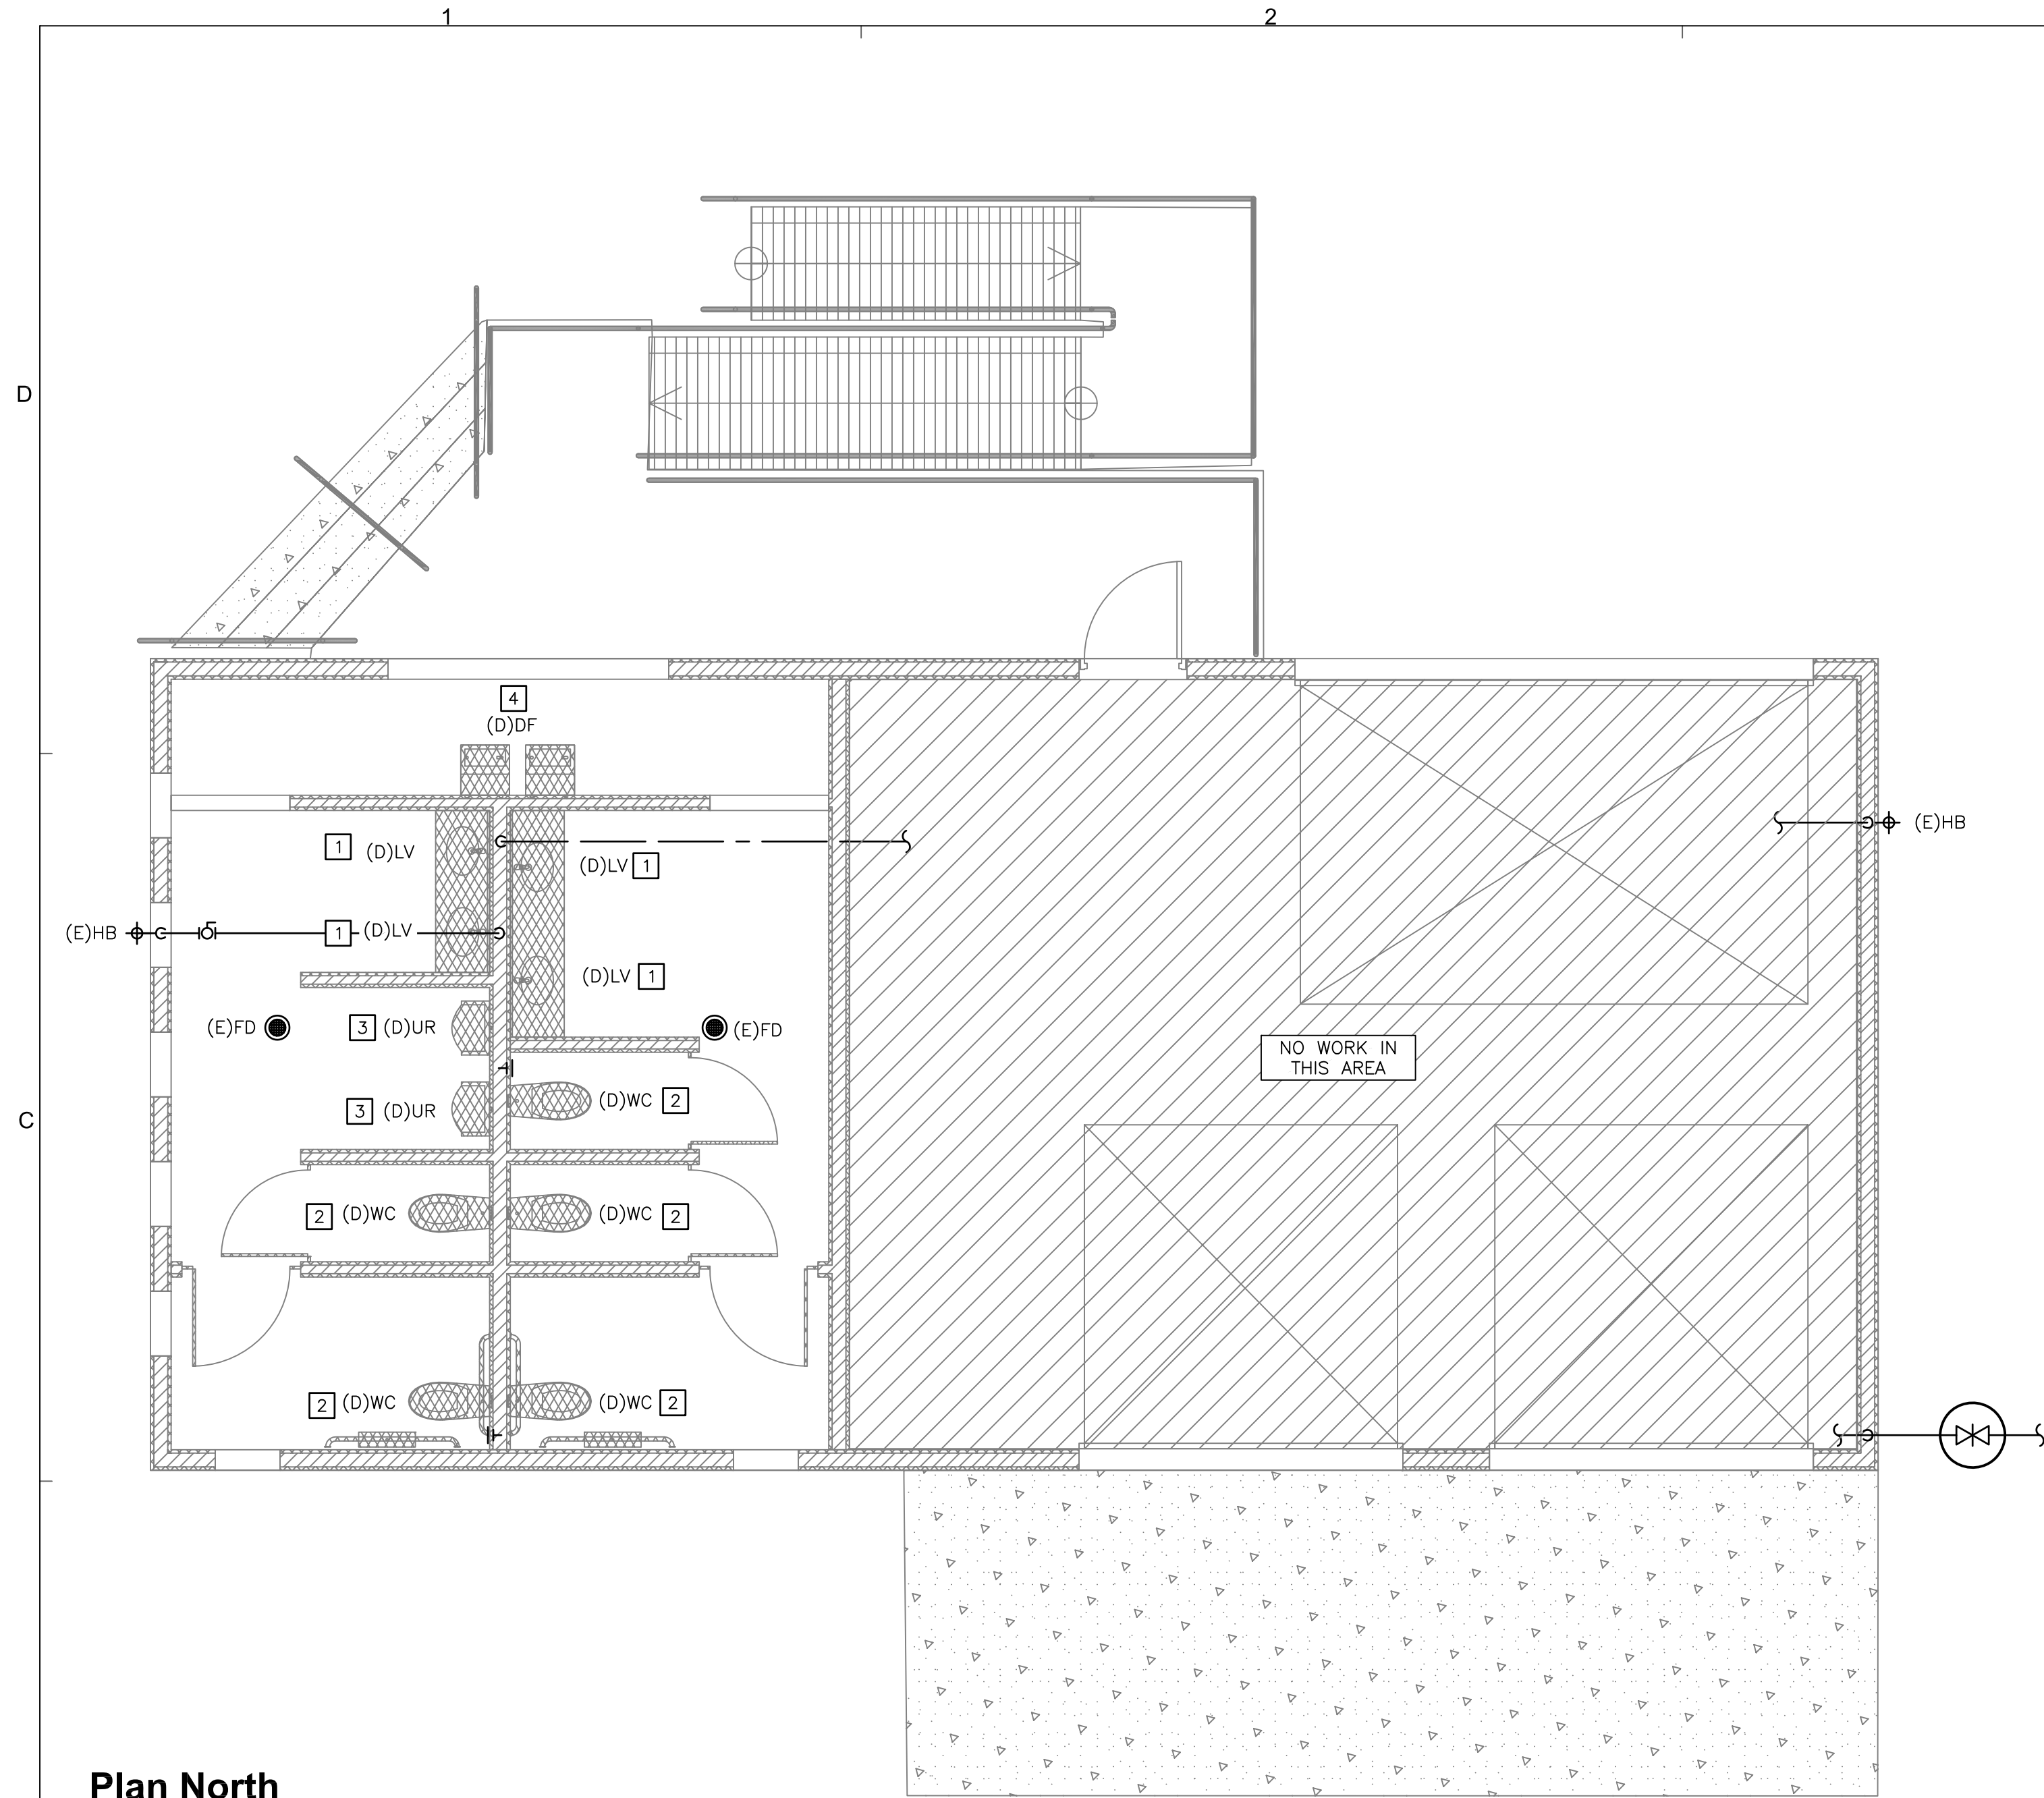 1
2
D
4
(D)DF
1
(D)LV
(D)LV
1
(E)HB
(E)HB
1
(D)LV
(D)LV
1
(E)FD
3
(D)UR
(E)FD
NO WORK IN
THIS AREA
3
(D)UR
(D)WC
2
C
2
(D)WC
(D)WC
2
2
(D)WC
(D)WC
2
Plan North